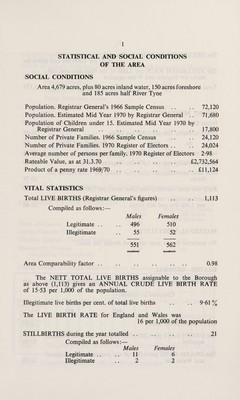 1
STATISTICAL AND SOCIAL CONDITIONS
OF THE AREA
SOCIAL CONDITIONS
Area 4,679 acres, plus 80 acres inland water, 150 acres foreshore
and 185 acres half River Tyne
Population. Registrar General's 1966 Sample Census .. .. 72,120
Population. Estimated Mid Year 1970 by Registrar General .. 71,680
Population of Children under 15. Estimated Mid Year 1970 by
Registrar General .. .. .. .. .. .. 17,800
Number of Private Families. 1966 Sample Census .. .. 24,120
Number of Private Families. 1970 Register of Electors .. .. 24,024
Average number of persons per family. 1970 Register of Electors 2·98
Rateable Value, as at 31.3.70 .. .. .. .. £2,732,564
Product of a penny rate 1969/70 .. .. .. .. £11,124
VITAL STATISTICS
Total LIVE BIRTHS (Registrar General's figures) .. .. 1,113
Compiled as follows:—
Males Females
Legitimate .. .. 496 510
Illegitimate .. 55 52
551 562
Area Comparability factor .. .. .. .. .. .. 0.98
The NETT TOTAL LIVE BIRTHS assignable to the Borough
as above (1,113) gives an ANNUAL CRUDE LIVE BIRTH RATE
of 15·53 per 1,000 of the population.
Illegitimate live births per cent. of total live births .. .. 9·61%
The LIVE BIRTH RATE for England and Wales was
16 per 1,000 of the population
STILLBIRTHS during the year totalled .. .. .. .. 21
Compiled as follows:—
Males Females
Legitimate .. .. 11 6
Illegitimate .. 2 2